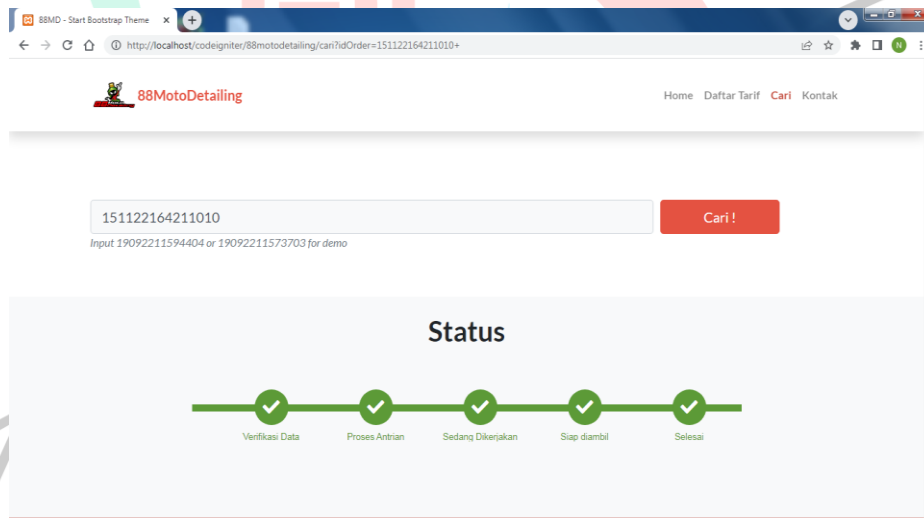 88MD - Start Bootstrap Theme
http://localhost/codeigniter/88motodetailing/cari?idOrder=151122164211010+
N
88MotoDetailing
Home Daftar Tarif Cari Kontak
151122164211010
Cari !
Input 19092211594404 or 19092211573703 for demo
Status
Verifikasi Data
Proses Antrian
Sedang Dikerjakan
Siap diambil
Selesai